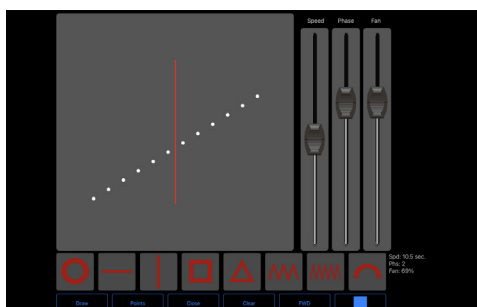 Speed Phase Fan
Spd: 10.5 sec.
Phs: 2
Fan: 69%
Draw Points Close Clear FWD